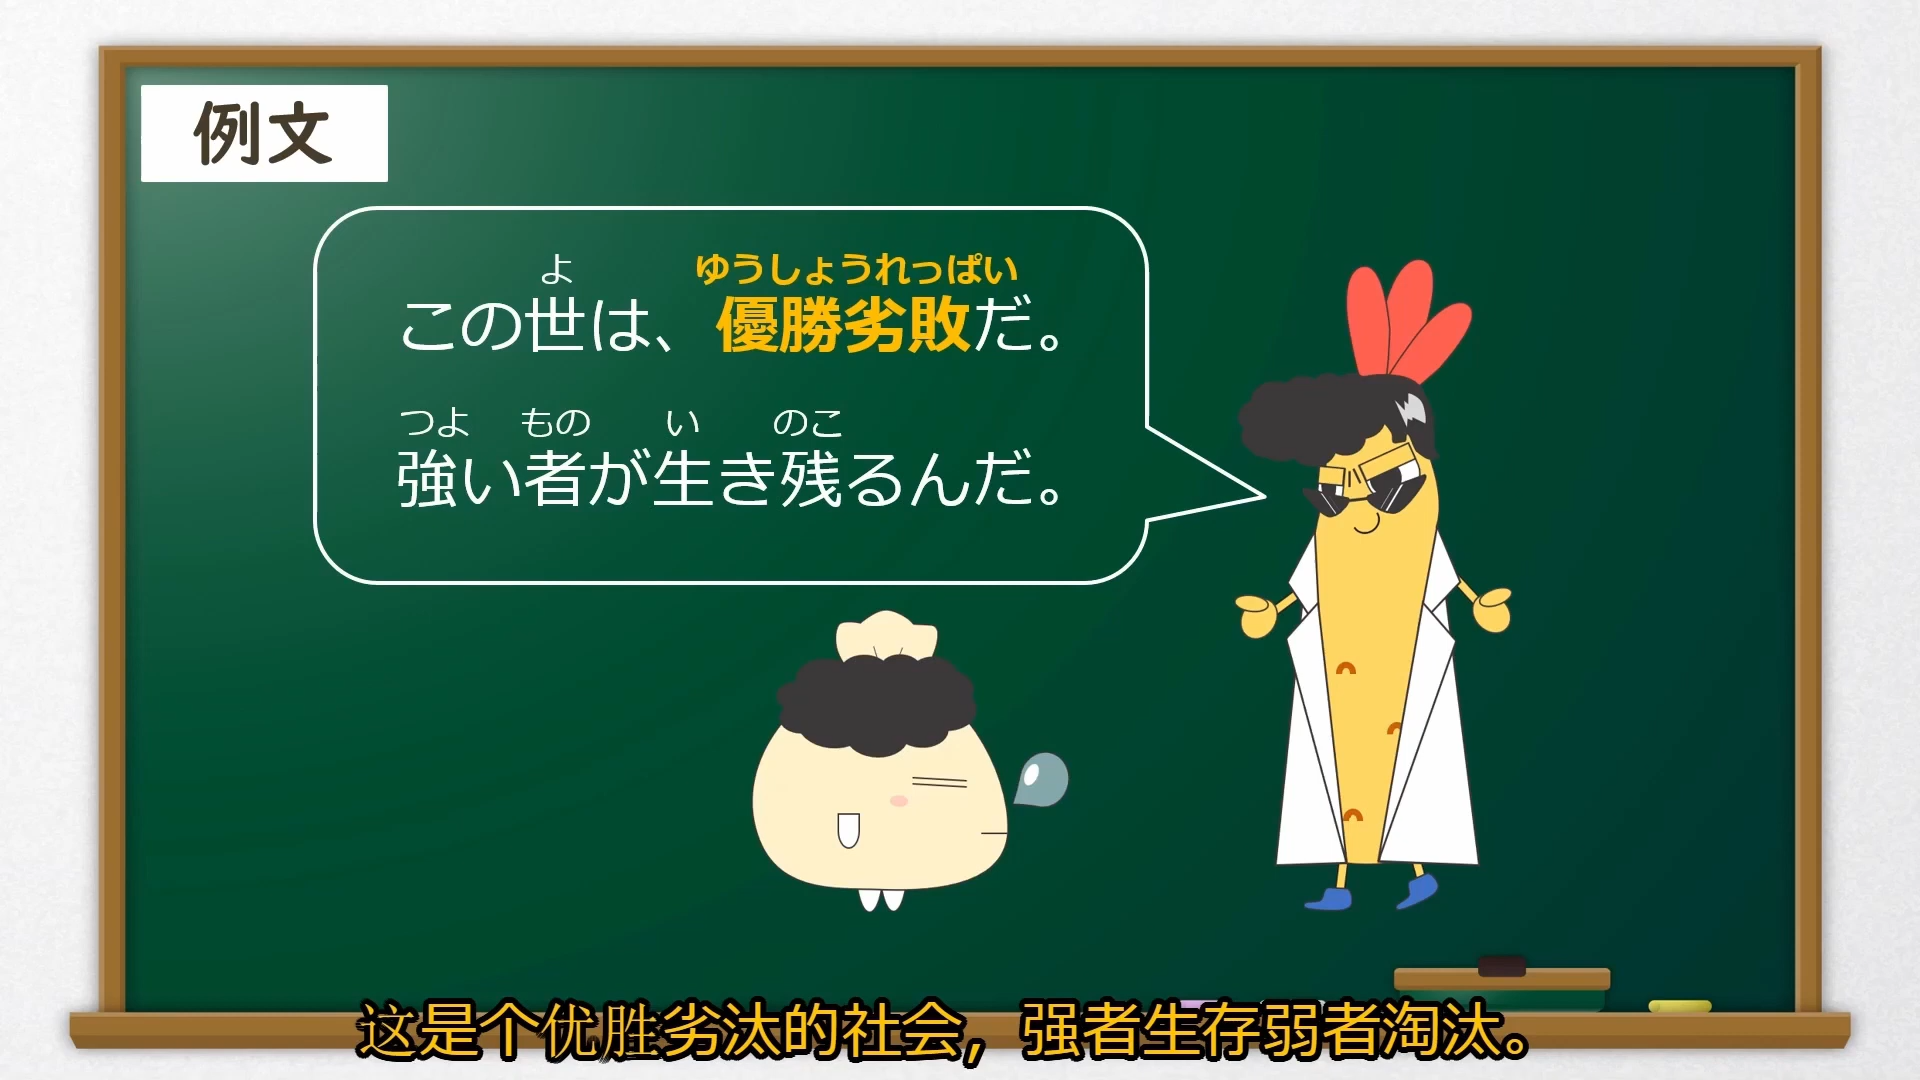 例文
よ ゆうしょうれっぱい
この世は、優勝劣敗だ。
つよ もの い のこ
強い者が生き残るんだ。
这是个优胜劣汰的社会，强者生存弱者淘汰。